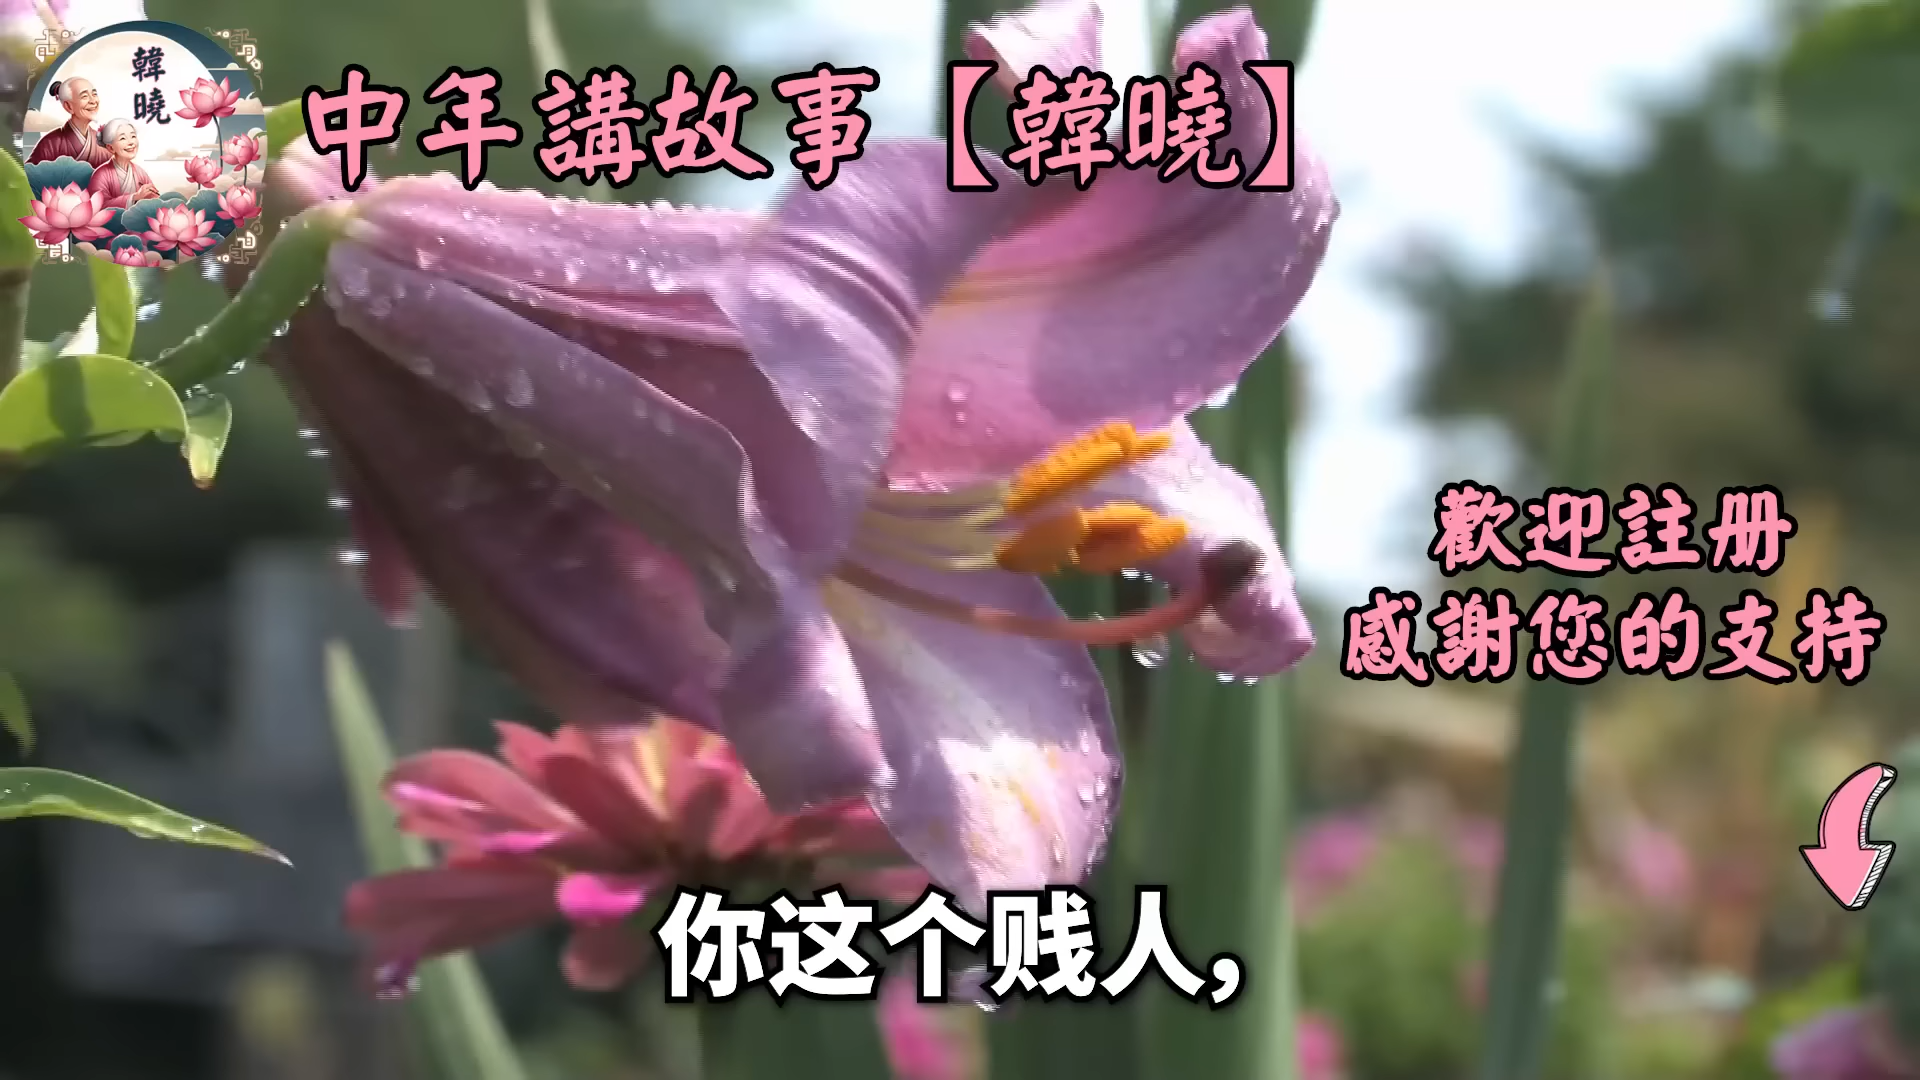 韓
曉
中年講故事【韓曉】
歡迎註册
感謝您的支持
你这个贱人,